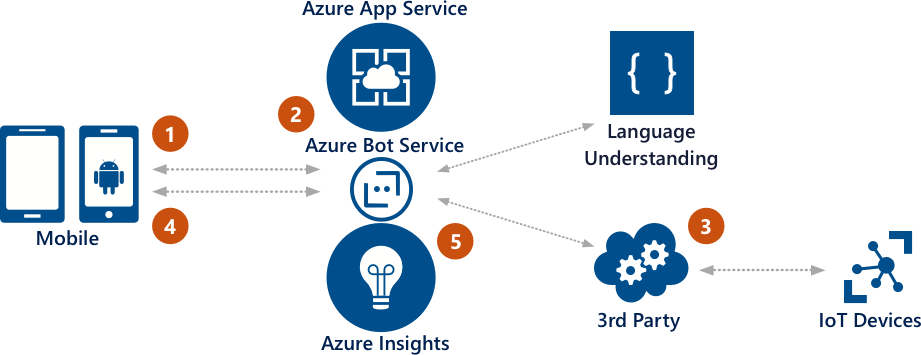 Azure App Service
2
Azure Bot Service
{ }
Language
Understanding
1
4
Mobile
5
Azure Insights
3
3rd Party
IoT Devices